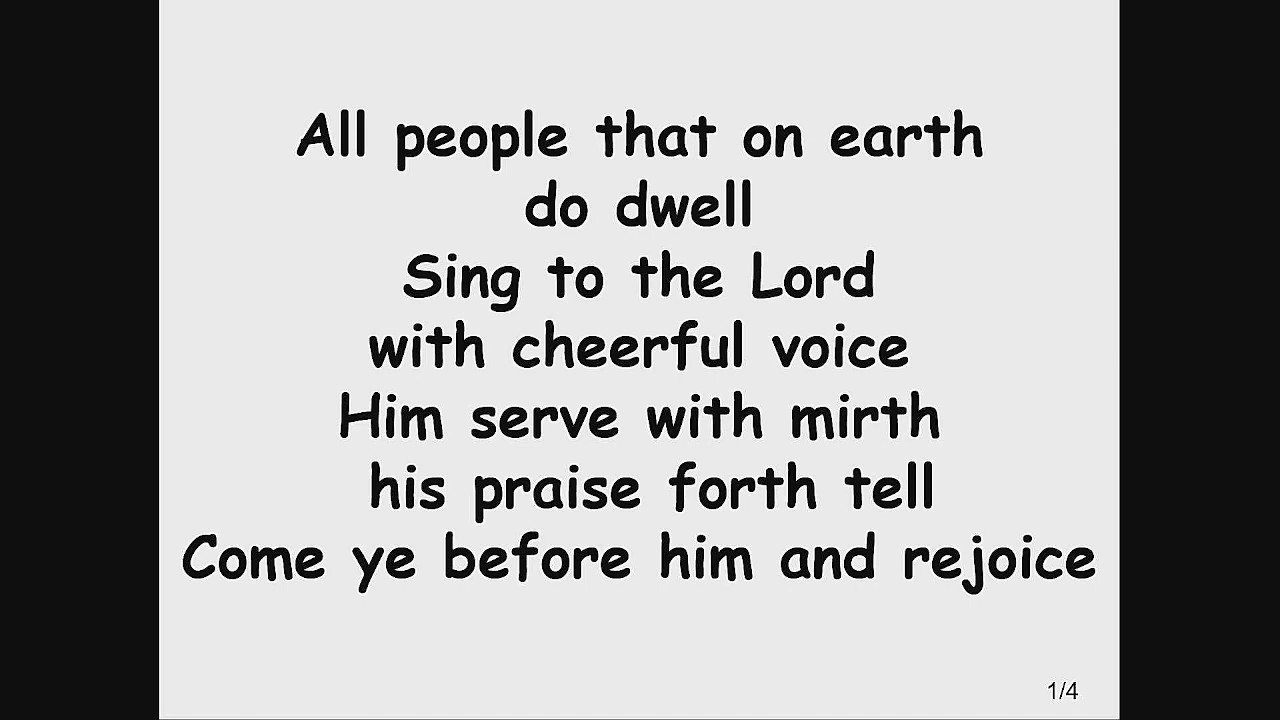 All people that on earth
do dwell
Sing to the Lord
with cheerful voice
Him serve with mirth
his praise forth tell
Come ye before him and rejoice
1/4